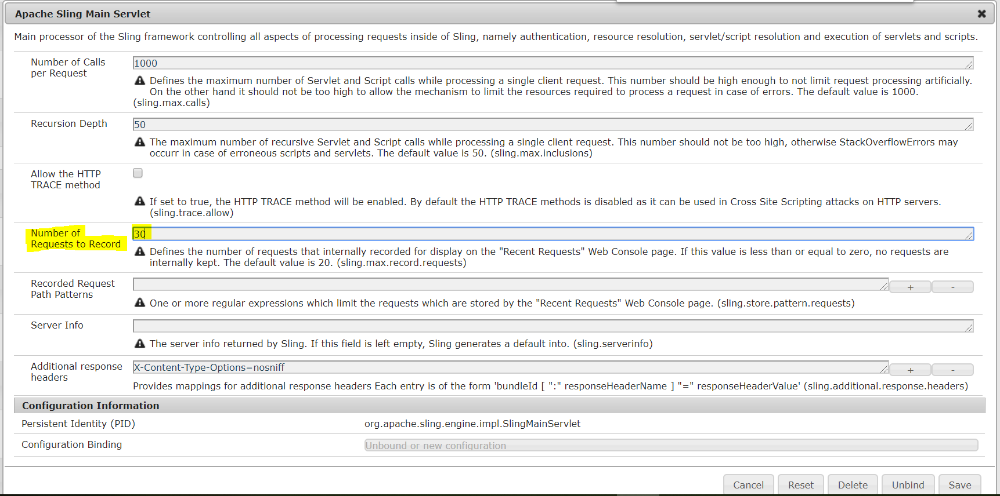 Apache Sling Main Servlet
Main processor of the Sling framework controlling all aspects of processing requests inside of Sling, namely authentication, resource resolution, servlet/script resolution and execution of servlets and scripts.
Number of Calls
per Request
1000
Defines the maximum number of Servlet and Script calls while processing a single client request. This number should be high enough to not limit request processing artificially.
On the other hand it should not be too high to allow the mechanism to limit the resources required to process a request in case of errors. The default value is 1000.
(sling.max.calls)
Recursion Depth
50
The maximum number of recursive Servlet and Script calls while processing a single client request. This number should not be too high, otherwise StackOverflowErrors may
occurr in case of erroneous scripts and servlets. The default value is 50. (sling.max.inclusions)
Allow the HTTP
TRACE method
If set to true, the HTTP TRACE method will be enabled. By default the HTTP TRACE methods is disabled as it can be used in Cross Site Scripting attacks on HTTP servers.
(sling.trace.allow)
Number of
Requests to Record
30
Defines the number of requests that internally recorded for display on the "Recent Requests" Web Console page. If this value is less than or equal to zero, no requests are
internally kept. The default value is 20. (sling.max.record.requests)
Recorded Request
Path Patterns
+ -
One or more regular expressions which limit the requests which are stored by the "Recent Requests" Web Console page. (sling.store.pattern.requests)
Server Info
The server info returned by Sling. If this field is left empty, Sling generates a default into. (sling.serverinfo)
Additional response
headers
X-Content-Type-Options=nosniff
+ -
Provides mappings for additional response headers Each entry is of the form 'bundleId [ ":" responseHeaderName ] "=" responseHeaderValue' (sling.additional.response.headers)
Configuration Information
Persistent Identity (PID) org.apache.sling.engine.impl.SlingMainServlet
Configuration Binding Unbound or new configuration
Cancel Reset Delete Unbind Save